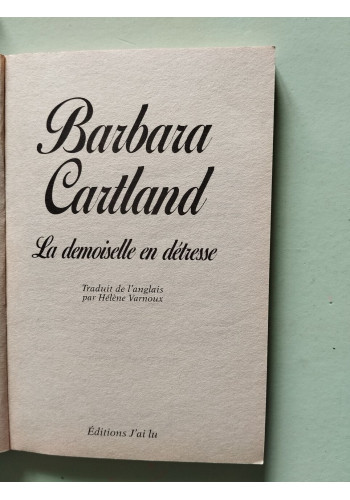 Barbara
Cartland
La demoiselle en détresse
Traduit de l'anglais
par Hélène Varnoux
Éditions J'ai lu